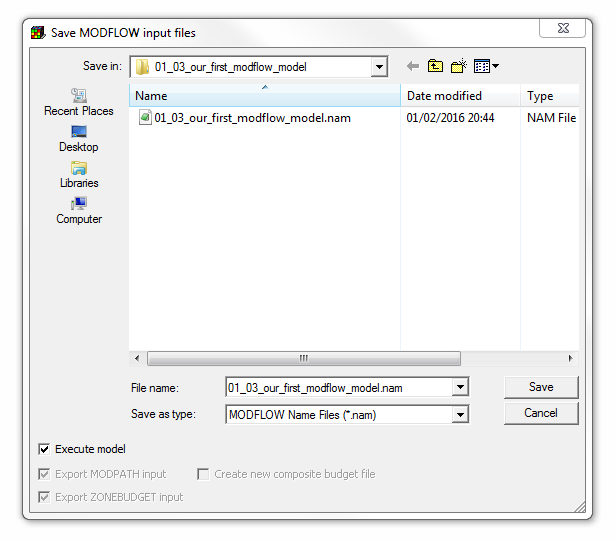 Save MODFLOW input files
Save in: 01_03_our_first_modflow_model
Recent Places
Desktop
Libraries
Computer
Name Date modified Type
01_03_our_first_modflow_model.nam 01/02/2016 20:44 NAM File
File name: 01_03_our_first_modflow_model.nam Save
Save as type: MODFLOW Name Files (*.nam) Cancel
Execute model
Export MODPATH input Create new composite budget file
Export ZONEBUDGET input